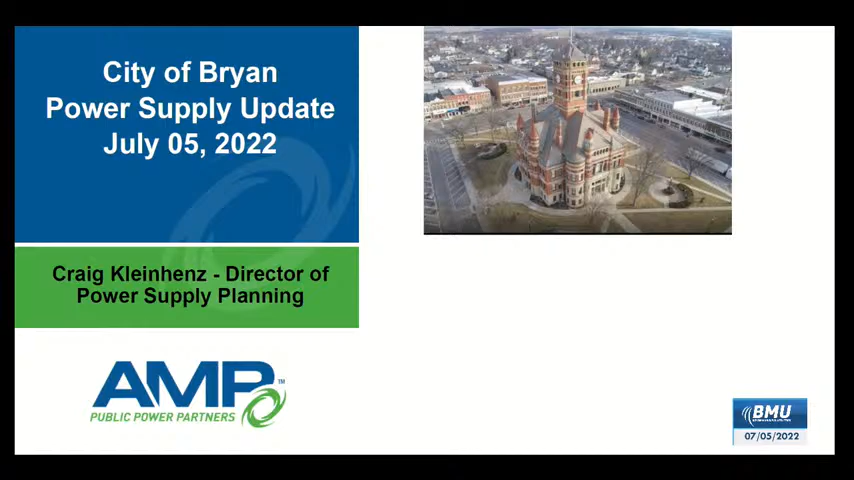 City of Bryan
Power Supply Update
July 05, 2022
Craig Kleinhenz - Director of
Power Supply Planning
AMP™
PUBLIC POWER PARTNERS
BMU
07/05/2022